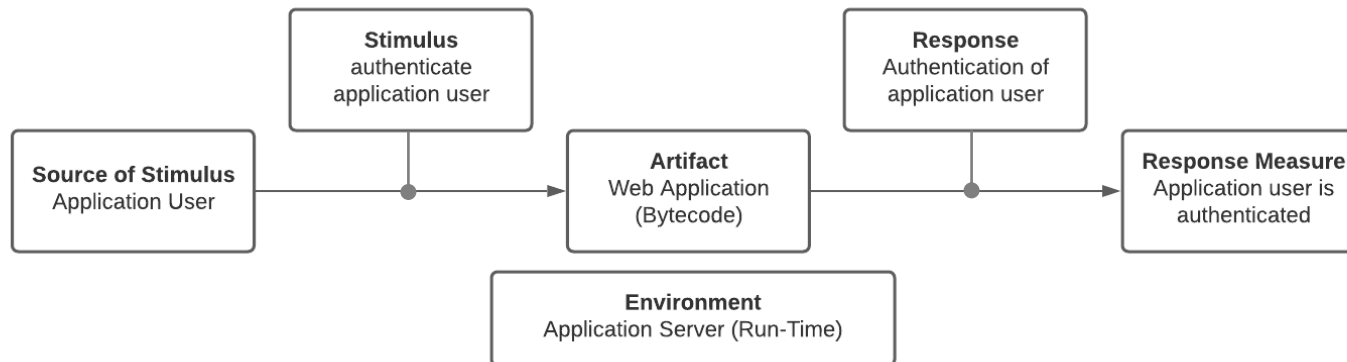 Stimulus
authenticate
application user
Response
Authentication of
application user
Source of Stimulus
Application User
Artifact
Web Application
(Bytecode)
Response Measure
Application user is
authenticated
Environment
Application Server (Run-Time)